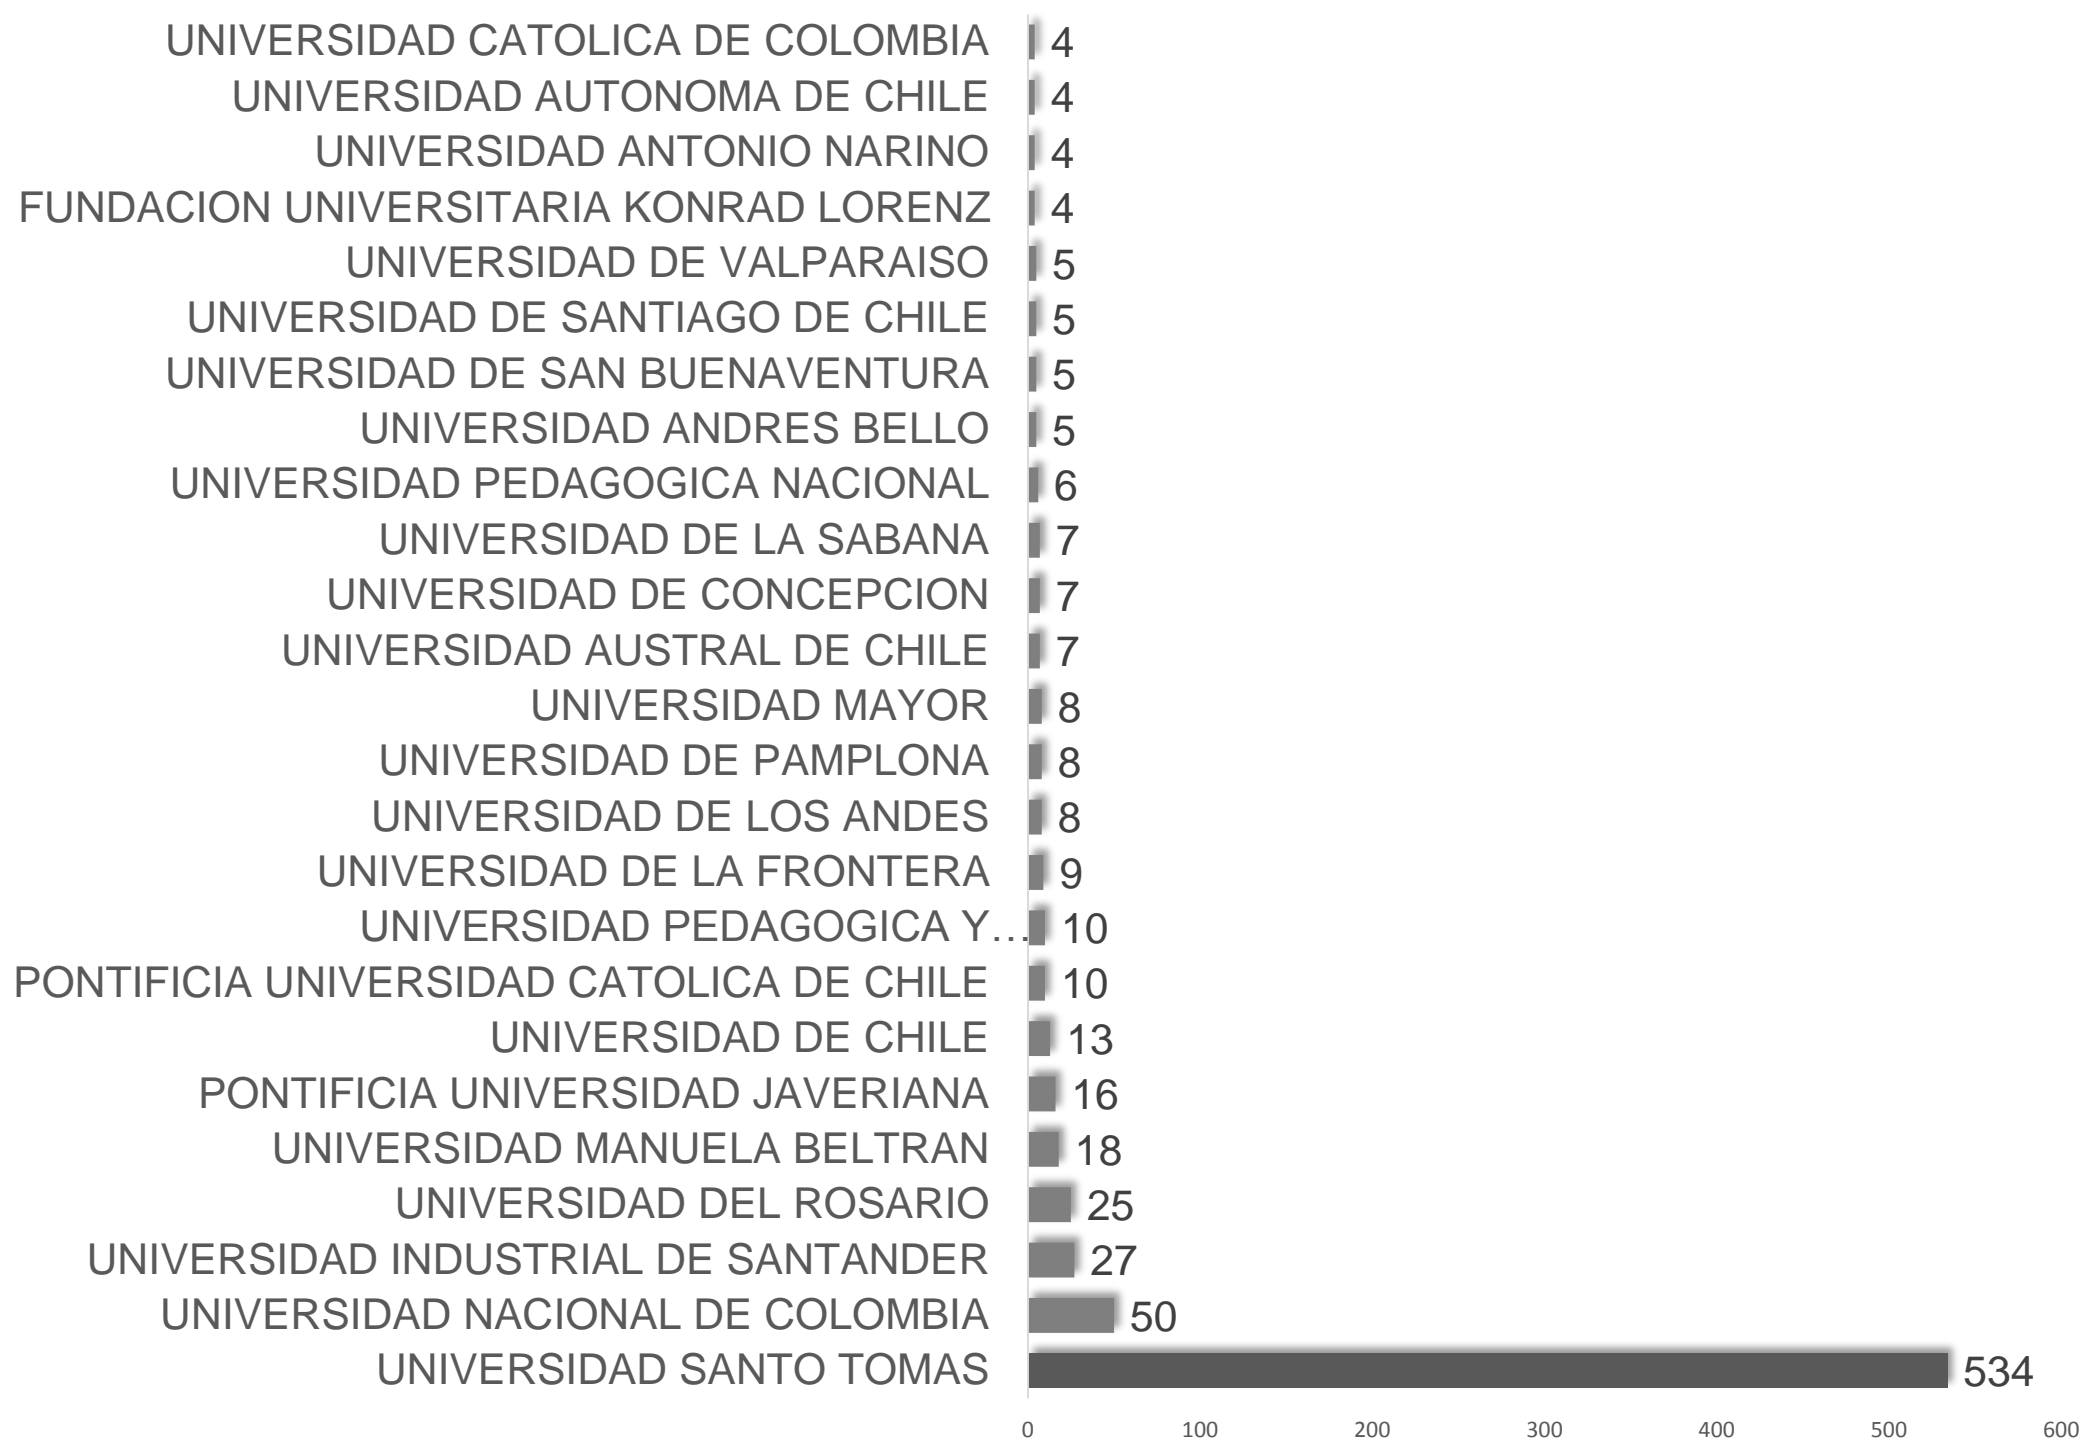 UNIVERSIDAD CATOLICA DE COLOMBIA 4
UNIVERSIDAD AUTONOMA DE CHILE 4
UNIVERSIDAD ANTONIO NARINO 4
FUNDACION UNIVERSITARIA KONRAD LORENZ 4
UNIVERSIDAD DE VALPARAISO 5
UNIVERSIDAD DE SANTIAGO DE CHILE 5
UNIVERSIDAD DE SAN BUENAVENTURA 5
UNIVERSIDAD ANDRES BELLO 5
UNIVERSIDAD PEDAGOGICA NACIONAL 6
UNIVERSIDAD DE LA SABANA 7
UNIVERSIDAD DE CONCEPCION 7
UNIVERSIDAD AUSTRAL DE CHILE 7
UNIVERSIDAD MAYOR 8
UNIVERSIDAD DE PAMPLONA 8
UNIVERSIDAD DE LOS ANDES 8
UNIVERSIDAD DE LA FRONTERA 9
UNIVERSIDAD PEDAGOGICA Y… 10
PONTIFICIA UNIVERSIDAD CATOLICA DE CHILE 10
UNIVERSIDAD DE CHILE 13
PONTIFICIA UNIVERSIDAD JAVERIANA 16
UNIVERSIDAD MANUELA BELTRAN 18
UNIVERSIDAD DEL ROSARIO 25
UNIVERSIDAD INDUSTRIAL DE SANTANDER 27
UNIVERSIDAD NACIONAL DE COLOMBIA 50
UNIVERSIDAD SANTO TOMAS 534
0 100 200 300 400 500 600